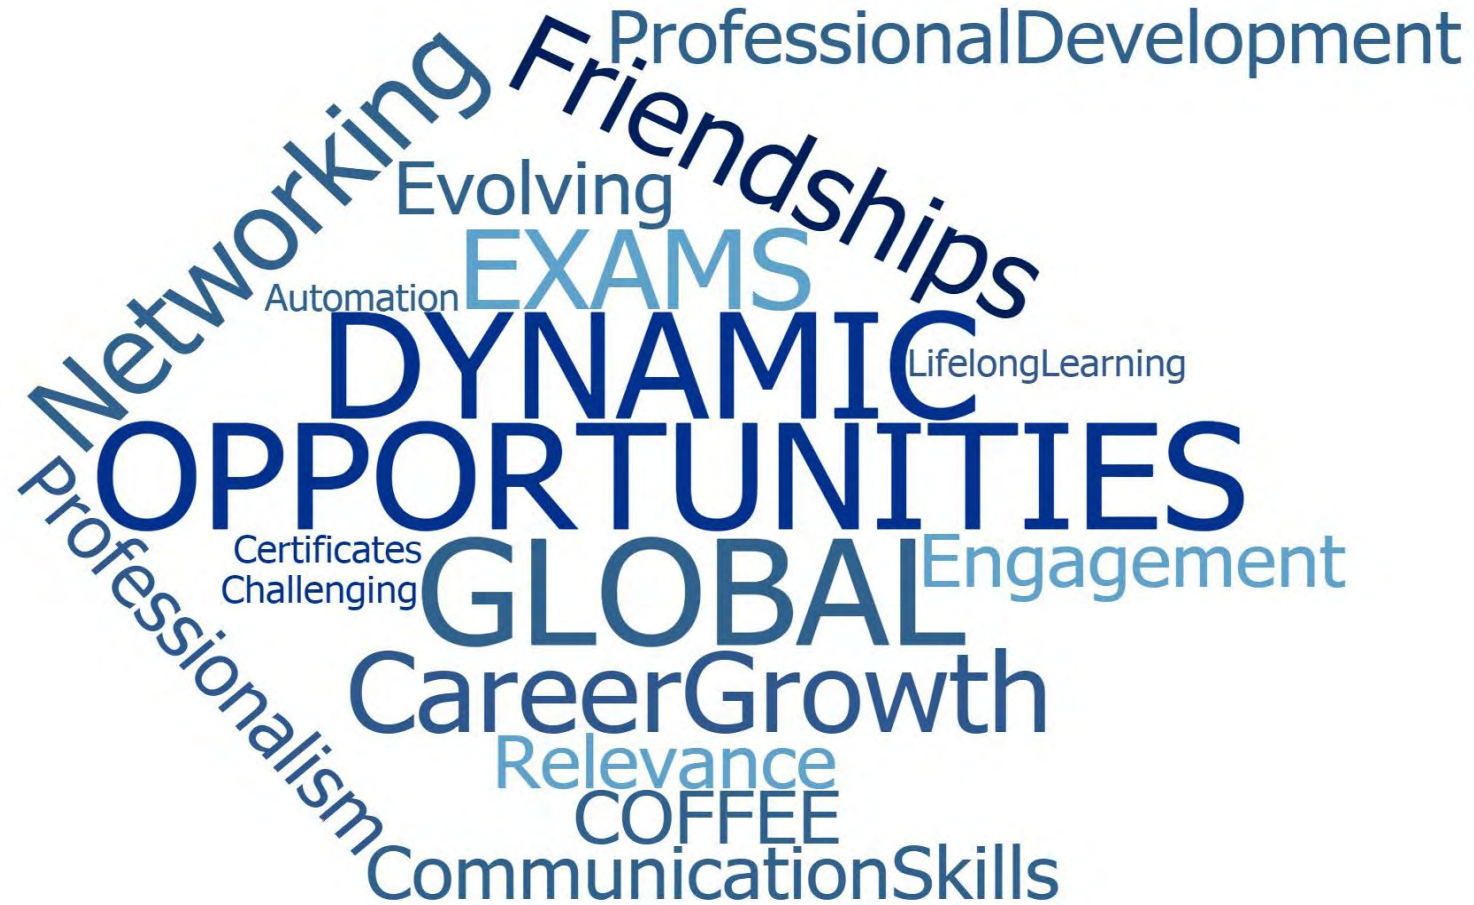 ProfessionalDevelopment
Friendships
Networking
Evolving
EXAMS
Automation
DYNAMIC
LifelongLearning
OPPORTUNITIES
Professionalism
Certificates
Engagement
Challenging
GLOBAL
CareerGrowth
Relevance
COFFEE
CommunicationSkills